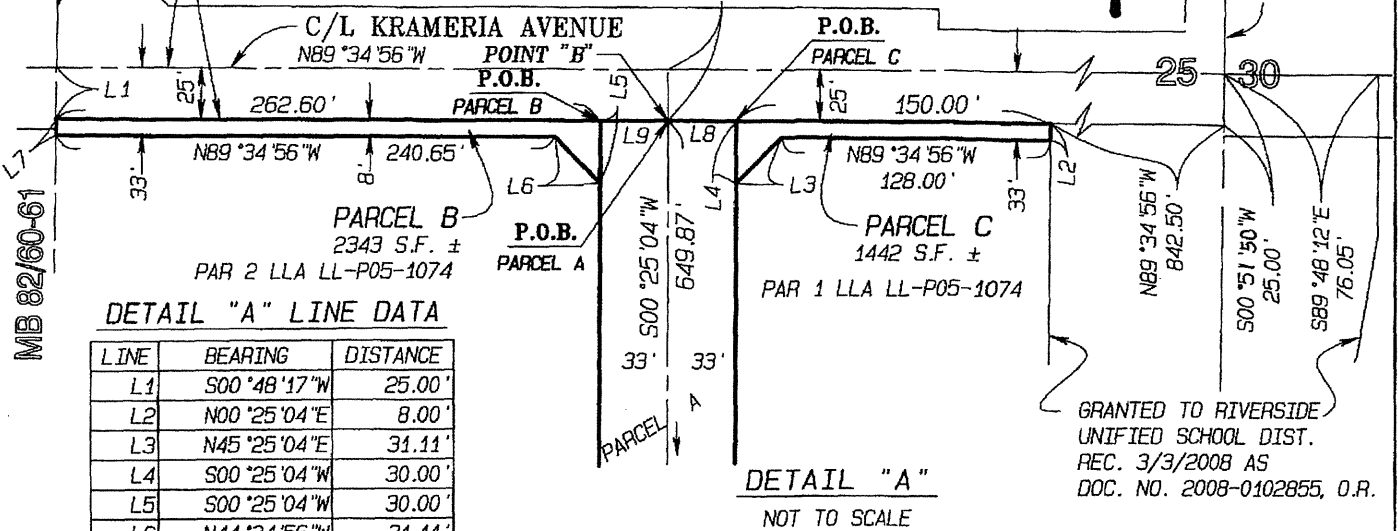 C/L KRAMERIA AVENUE
N89°34'56"W
POINT "B"
P.O.B.
PARCEL B
P.O.B.
PARCEL C
25 30
L1
25'
262.60'
L5
L9
L8
25'
150.00'
L7
33'
N89°34'56"W
240.65'
8'
L6
L4
L3
N89°34'56"W
128.00'
33'
L2
PARCEL B
2343 S.F. ±
PAR 2 LLA LL-P05-1074
P.O.B.
PARCEL A
S00°25'04"W
649.87'
PARCEL C
1442 S.F. ±
PAR 1 LLA LL-P05-1074
N89°34'56"W
842.50'
S00°51'50"W
25.00'
S89°48'12"E
76.05'
MB 82/60-61
33' 33'
PARCEL A
DETAIL "A" LINE DATA
LINE BEARING DISTANCE
L1 S00°48'17"W 25.00'
L2 N00°25'04"E 8.00'
L3 N45°25'04"E 31.11'
L4 S00°25'04"W 30.00'
L5 S00°25'04"W 30.00'
L6 N44°34'56"W 31.11'
GRANTED TO RIVERSIDE
UNIFIED SCHOOL DIST.
REC. 3/3/2008 AS
DOC. NO. 2008-0102855, O.R.
DETAIL "A"
NOT TO SCALE